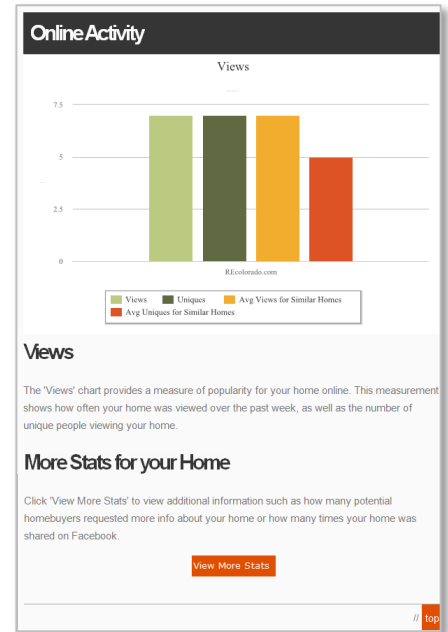 Online Activity
Views
7.5
5
2.5
0
REcolorado.com
Views Uniques Avg Views for Similar Homes
Avg Uniques for Similar Homes
Views
The 'Views' chart provides a measure of popularity for your home online. This measurement
shows how often your home was viewed over the past week, as well as the number of
unique people viewing your home.
More Stats for your Home
Click 'View More Stats' to view additional information such as how many potential
homebuyers requested more info about your home or how many times your home was
shared on Facebook.
View More Stats
// top